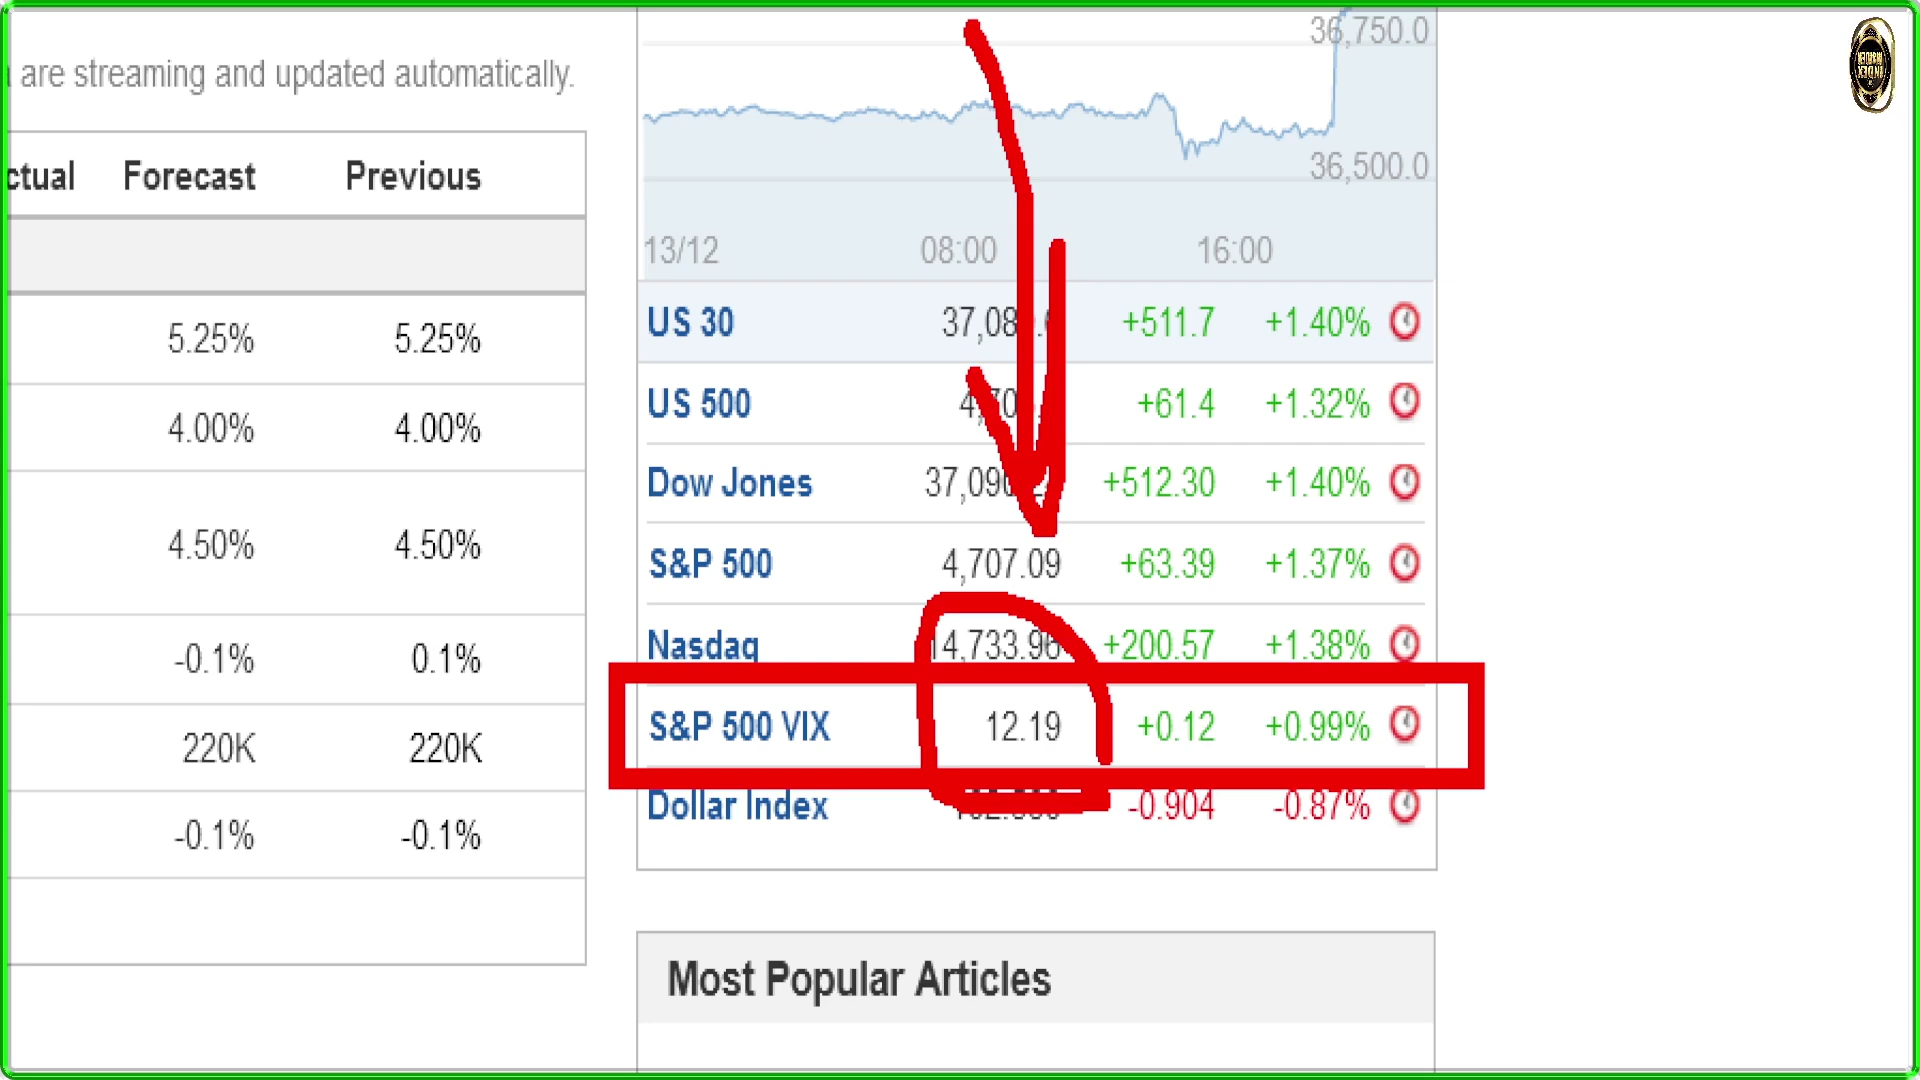 are streaming and updated automatically.
ctual Forecast Previous
5.25% 5.25%
4.00% 4.00%
4.50% 4.50%
-0.1% 0.1%
220K 220K
-0.1% -0.1%
36,750.0
36,500.0
13/12 08:00 16:00
US 30 +511.7 +1.40%
US 500 +61.4 +1.32%
Dow Jones +512.30 +1.40%
S&P 500 4,707.09 +63.39 +1.37%
Nasdaq 14,733.96 +200.57 +1.38%
S&P 500 VIX 12.19 +0.12 +0.99%
Dollar Index -0.904 -0.87%
Most Popular Articles